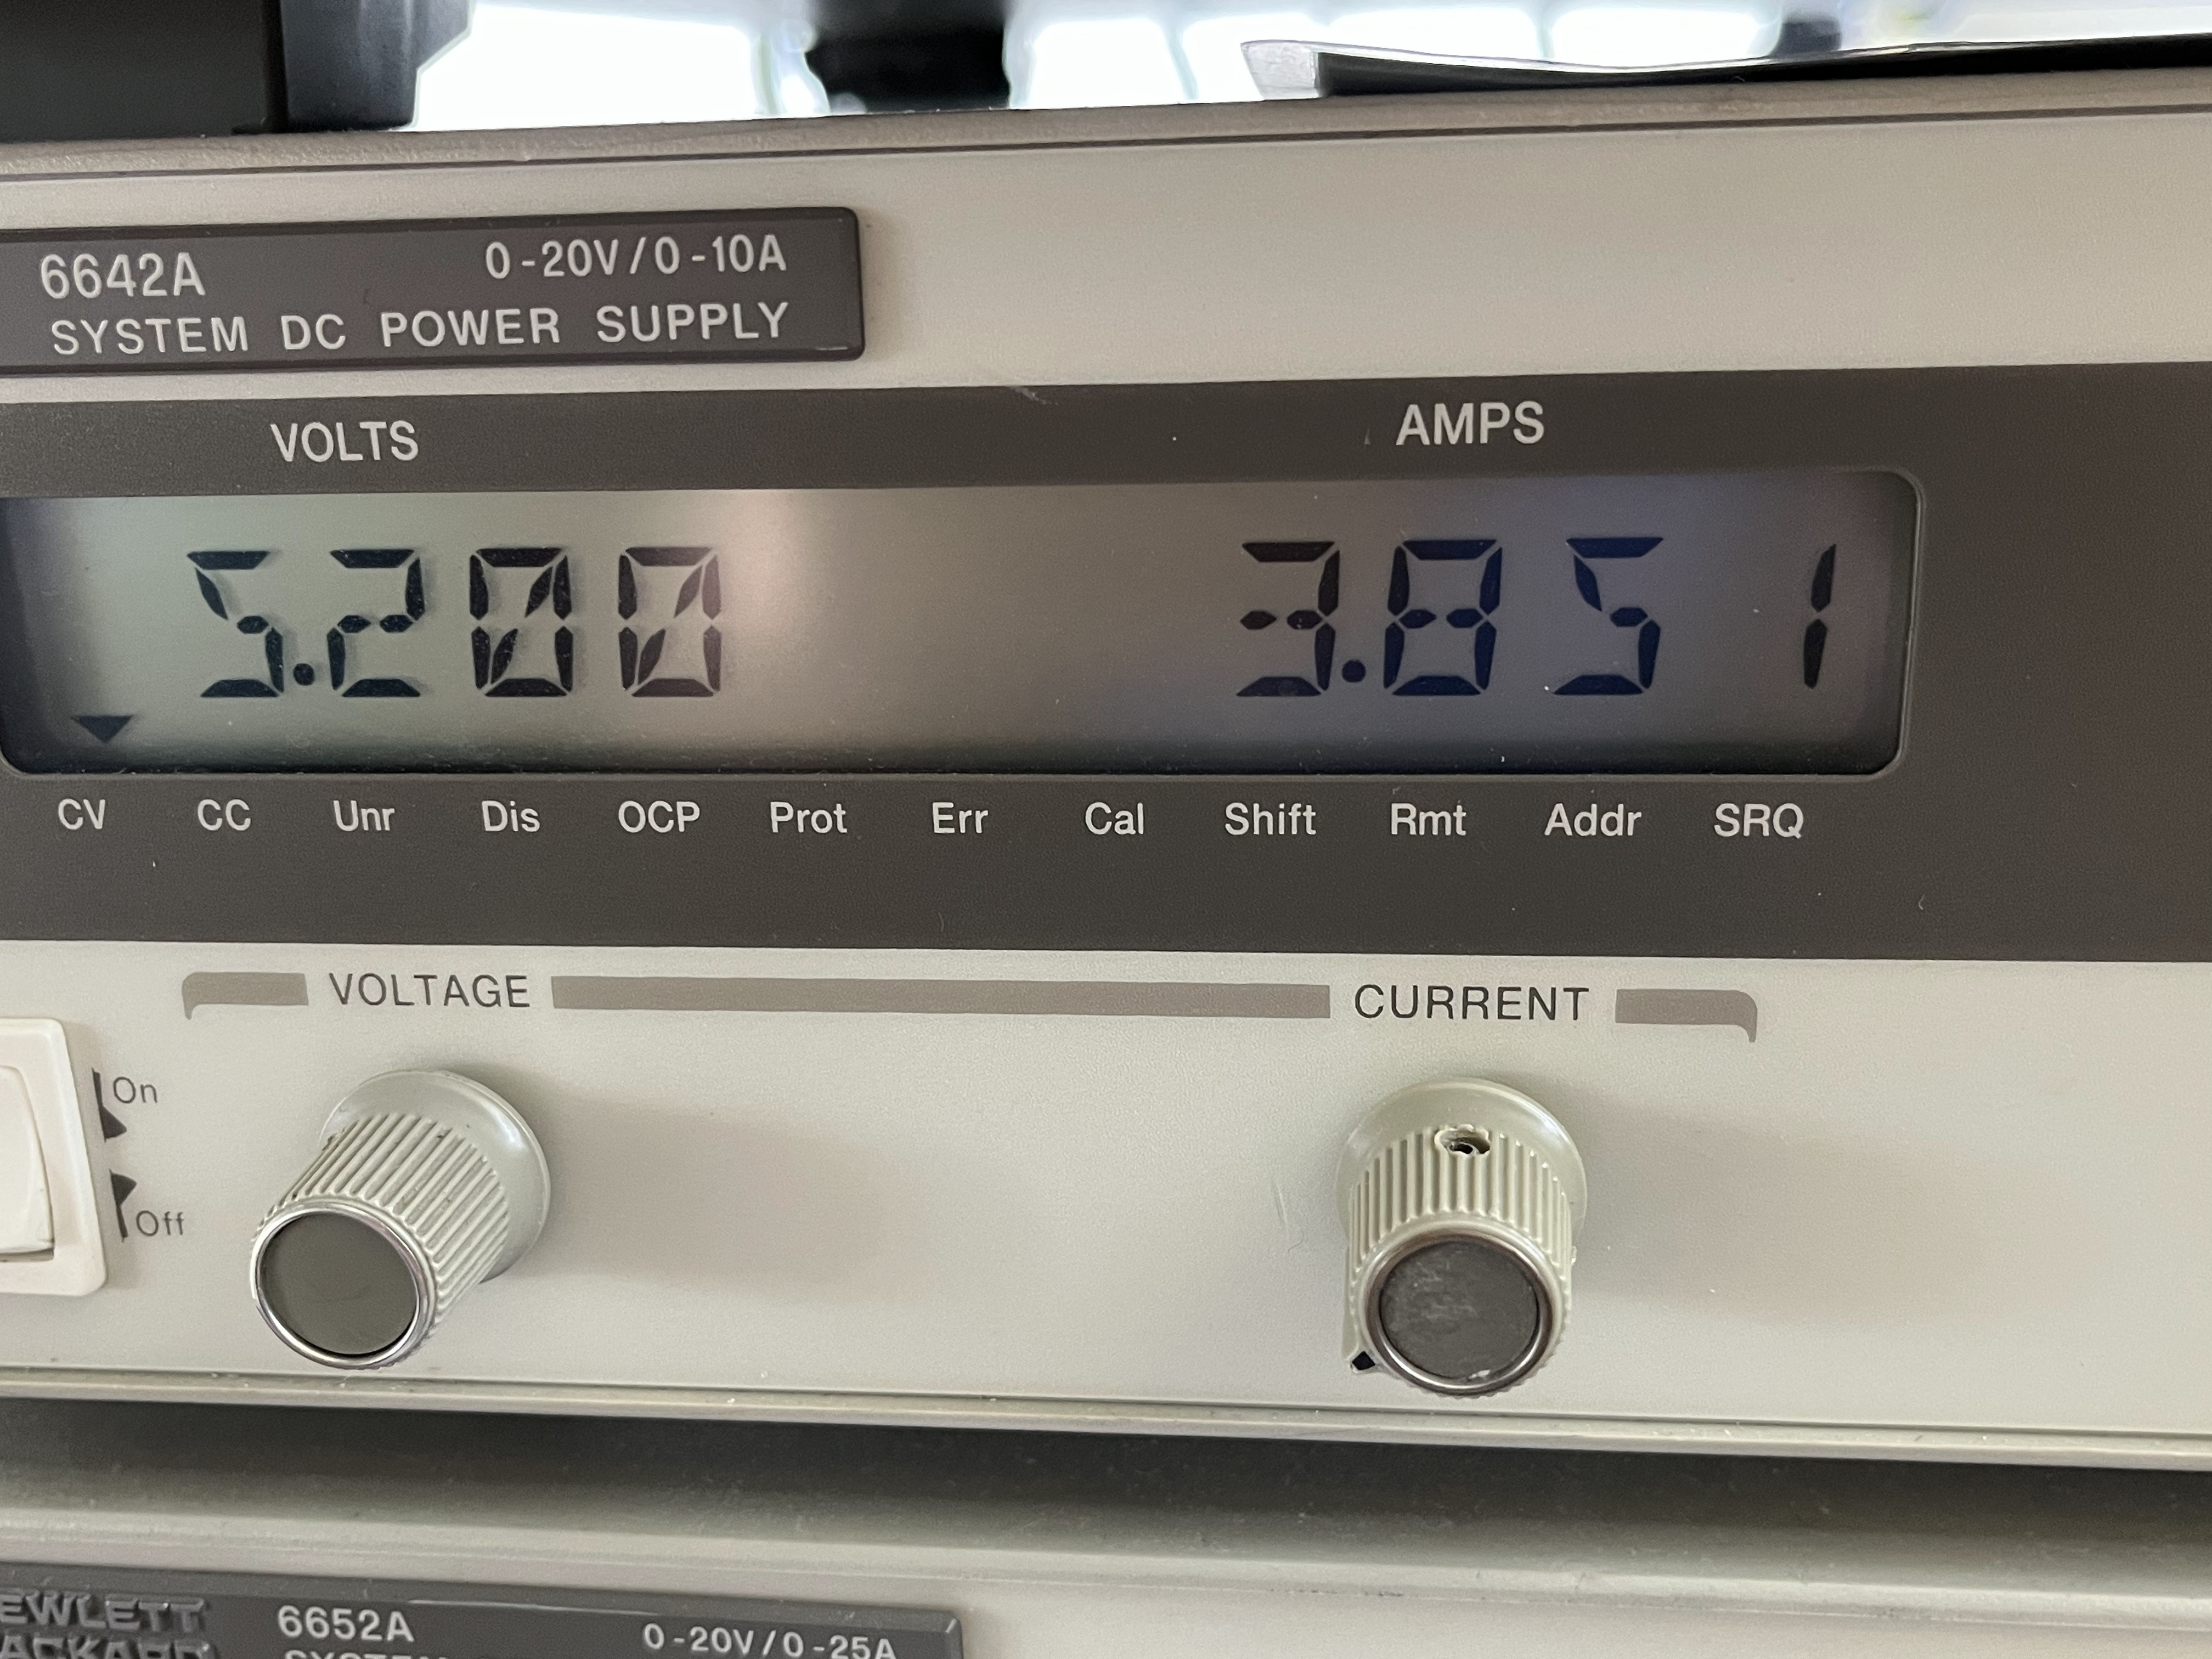 6642A 0-20V/0-10A
SYSTEM DC POWER SUPPLY
VOLTS AMPS
5.200 3.851
CV CC Unr Dis OCP Prot Err Cal Shift Rmt Addr SRQ
VOLTAGE CURRENT
On
Off
EWLETT 6652A 0-20V/0-25A
ACKARD